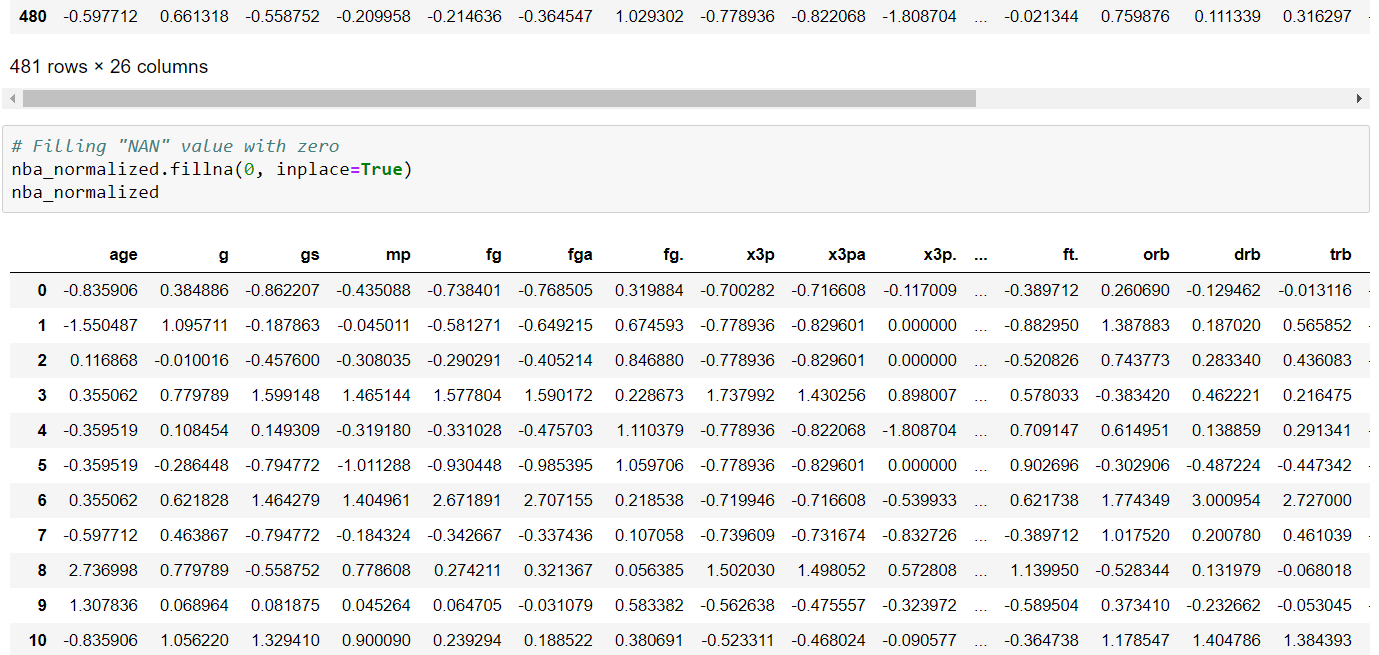 480 -0.597712 0.661318 -0.558752 -0.209958 -0.214636 -0.364547 1.029302 -0.778936 -0.822068 -1.808704 ... -0.021344 0.759876 0.111339 0.316297
481 rows × 26 columns
# Filling "NAN" value with zero
nba_normalized.fillna(0, inplace=True)
nba_normalized
age g gs mp fg fga fg. x3p x3pa x3p. ... ft. orb drb trb
0 -0.835906 0.384886 -0.862207 -0.435088 -0.738401 -0.768505 0.319884 -0.700282 -0.716608 -0.117009 ... -0.389712 0.260690 -0.129462 -0.013116
1 -1.550487 1.095711 -0.187863 -0.045011 -0.581271 -0.649215 0.674593 -0.778936 -0.829601 0.000000 ... -0.882950 1.387883 0.187020 0.565852
2 0.116868 -0.010016 -0.457600 -0.308035 -0.290291 -0.405214 0.846880 -0.778936 -0.829601 0.000000 ... -0.520826 0.743773 0.283340 0.436083
3 0.355062 0.779789 1.599148 1.465144 1.577804 1.590172 0.228673 1.737992 1.430256 0.898007 ... 0.578033 -0.383420 0.462221 0.216475
4 -0.359519 0.108454 0.149309 -0.319180 -0.331028 -0.475703 1.110379 -0.778936 -0.822068 -1.808704 ... 0.709147 0.614951 0.138859 0.291341
5 -0.359519 -0.286448 -0.794772 -1.011288 -0.930448 -0.985395 1.059706 -0.778936 -0.829601 0.000000 ... 0.902696 -0.302906 -0.487224 -0.447342
6 0.355062 0.621828 1.464279 1.404961 2.671891 2.707155 0.218538 -0.719946 -0.716608 -0.539933 ... 0.621738 1.774349 3.000954 2.727000
7 -0.597712 0.463867 -0.794772 -0.184324 -0.342667 -0.337436 0.107058 -0.739609 -0.731674 -0.832726 ... -0.389712 1.017520 0.200780 0.461039
8 2.736998 0.779789 -0.558752 0.778608 0.274211 0.321367 0.056385 1.502030 1.498052 0.572808 ... 1.139950 -0.528344 0.131979 -0.068018
9 1.307836 0.068964 0.081875 0.045264 0.064705 -0.031079 0.583382 -0.562638 -0.475557 -0.323972 ... -0.589504 0.373410 -0.232662 -0.053045
10 -0.835906 1.056220 1.329410 0.900090 0.239294 0.188522 0.380691 -0.523311 -0.468024 -0.090577 ... -0.364738 1.178547 1.404786 1.384393